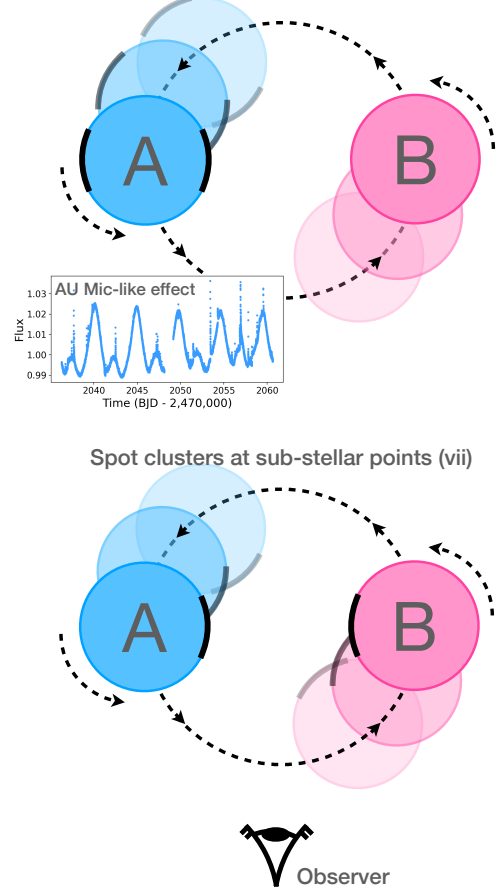 A
B
AU Mic-like effect
1.03
1.02
1.01
1.00
0.99
Flux
2040
2045
2050
2055
2060
Time (BJD - 2,470,000)
Spot clusters at sub-stellar points (vii)
A
B
Observer